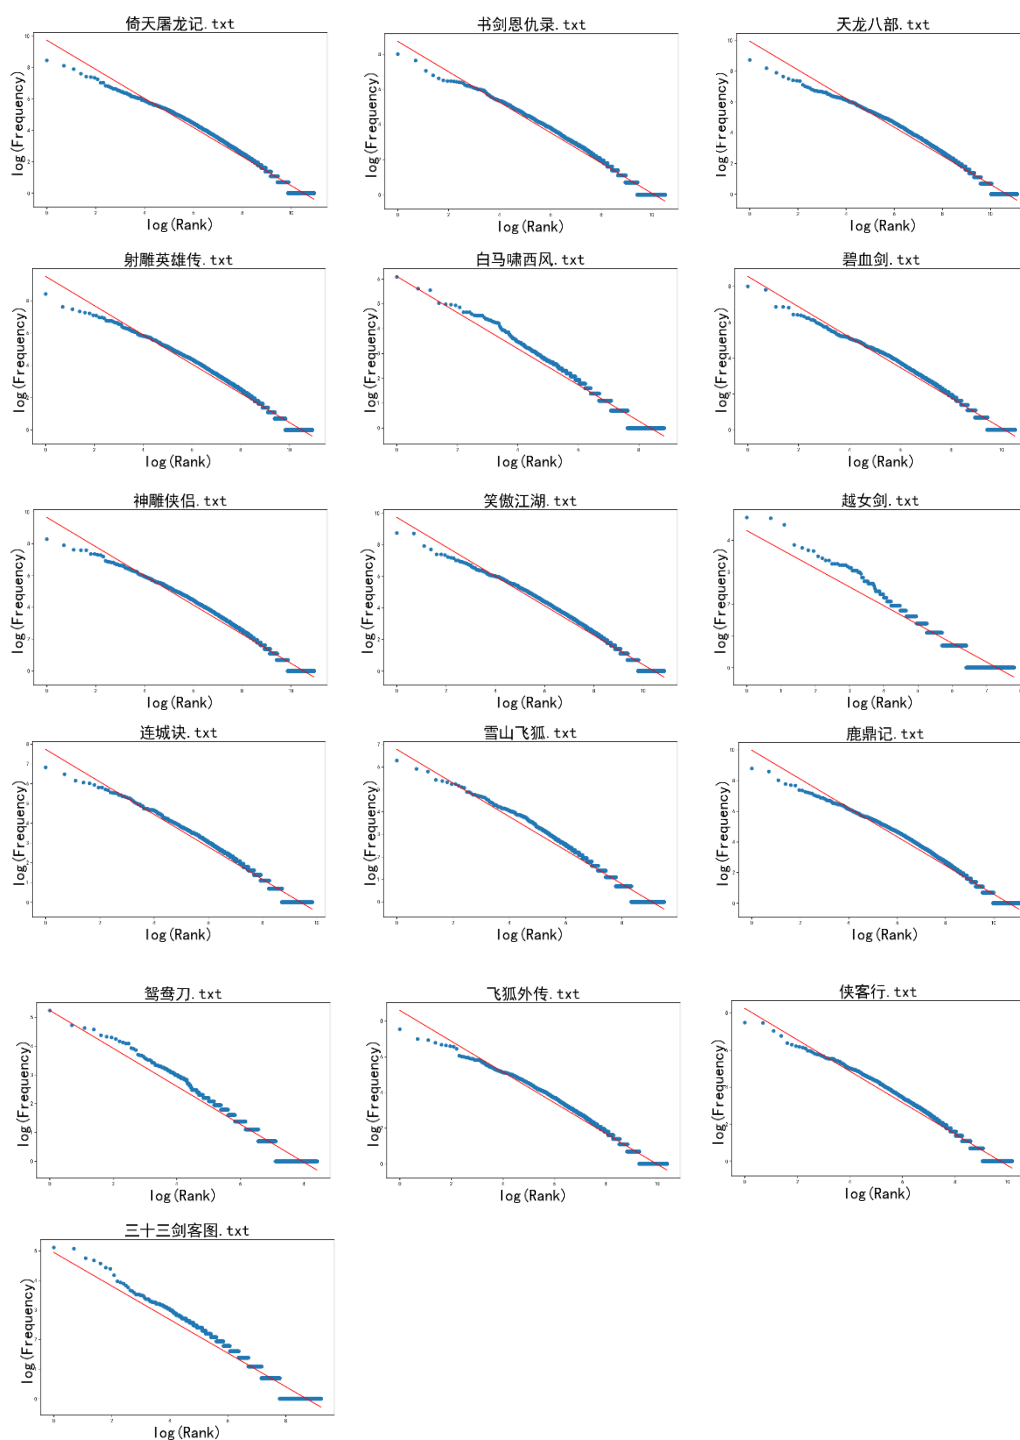 倚天屠龙记.txt
书剑恩仇录.txt
天龙八部.txt
log(Frequency)
log(Frequency)
log(Frequency)
log(Rank)
log(Rank)
log(Rank)
射雕英雄传.txt
白马啸西风.txt
碧血剑.txt
log(Frequency)
log(Frequency)
log(Frequency)
log(Rank)
log(Rank)
log(Rank)
神雕侠侣.txt
笑傲江湖.txt
越女剑.txt
log(Frequency)
log(Frequency)
log(Frequency)
log(Rank)
log(Rank)
log(Rank)
连城诀.txt
雪山飞狐.txt
鹿鼎记.txt
log(Frequency)
log(Frequency)
log(Frequency)
log(Rank)
log(Rank)
log(Rank)
鸳鸯刀.txt
飞狐外传.txt
侠客行.txt
log(Frequency)
log(Frequency)
log(Frequency)
log(Rank)
log(Rank)
log(Rank)
三十三剑客图.txt
log(Frequency)
log(Rank)